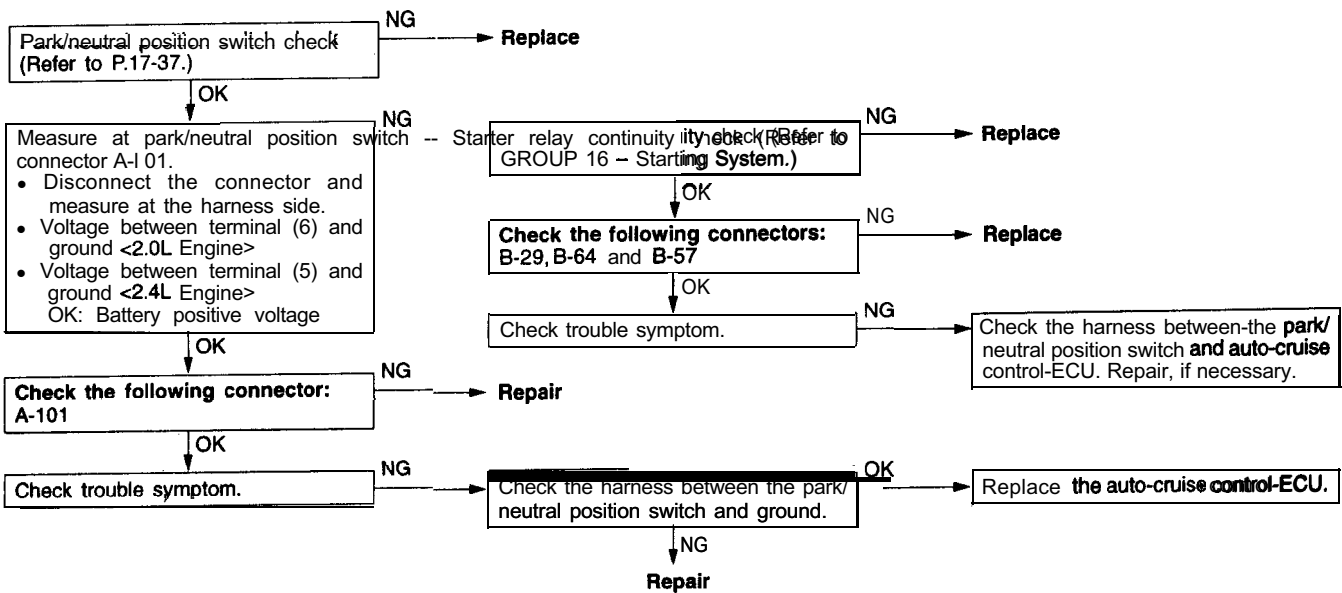 NG
Park/neutral position switch check
(Refer to P.17-37.)
Replace
OK
NG
Measure at park/neutral position switch -- Starter relay continuity check (Refer to
connector A-I 01.
GROUP 16 – Starting System.)
• Disconnect the connector and
measure at the harness side.
• Voltage between terminal (6) and
ground <2.0L Engine>
• Voltage between terminal (5) and
ground <2.4L Engine>
OK: Battery positive voltage
NG
Replace
OK
NG
Check the following connectors:
B-29, B-64 and B-57
Replace
OK
NG
Check trouble symptom.
Check the harness between-the park/
neutral position switch and auto-cruise
control-ECU. Repair, if necessary.
OK
NG
Check the following connector:
A-101
Repair
OK
NG
Check trouble symptom.
OK
Check the harness between the park/
neutral position switch and ground.
Replace the auto-cruise control-ECU.
NG
Repair